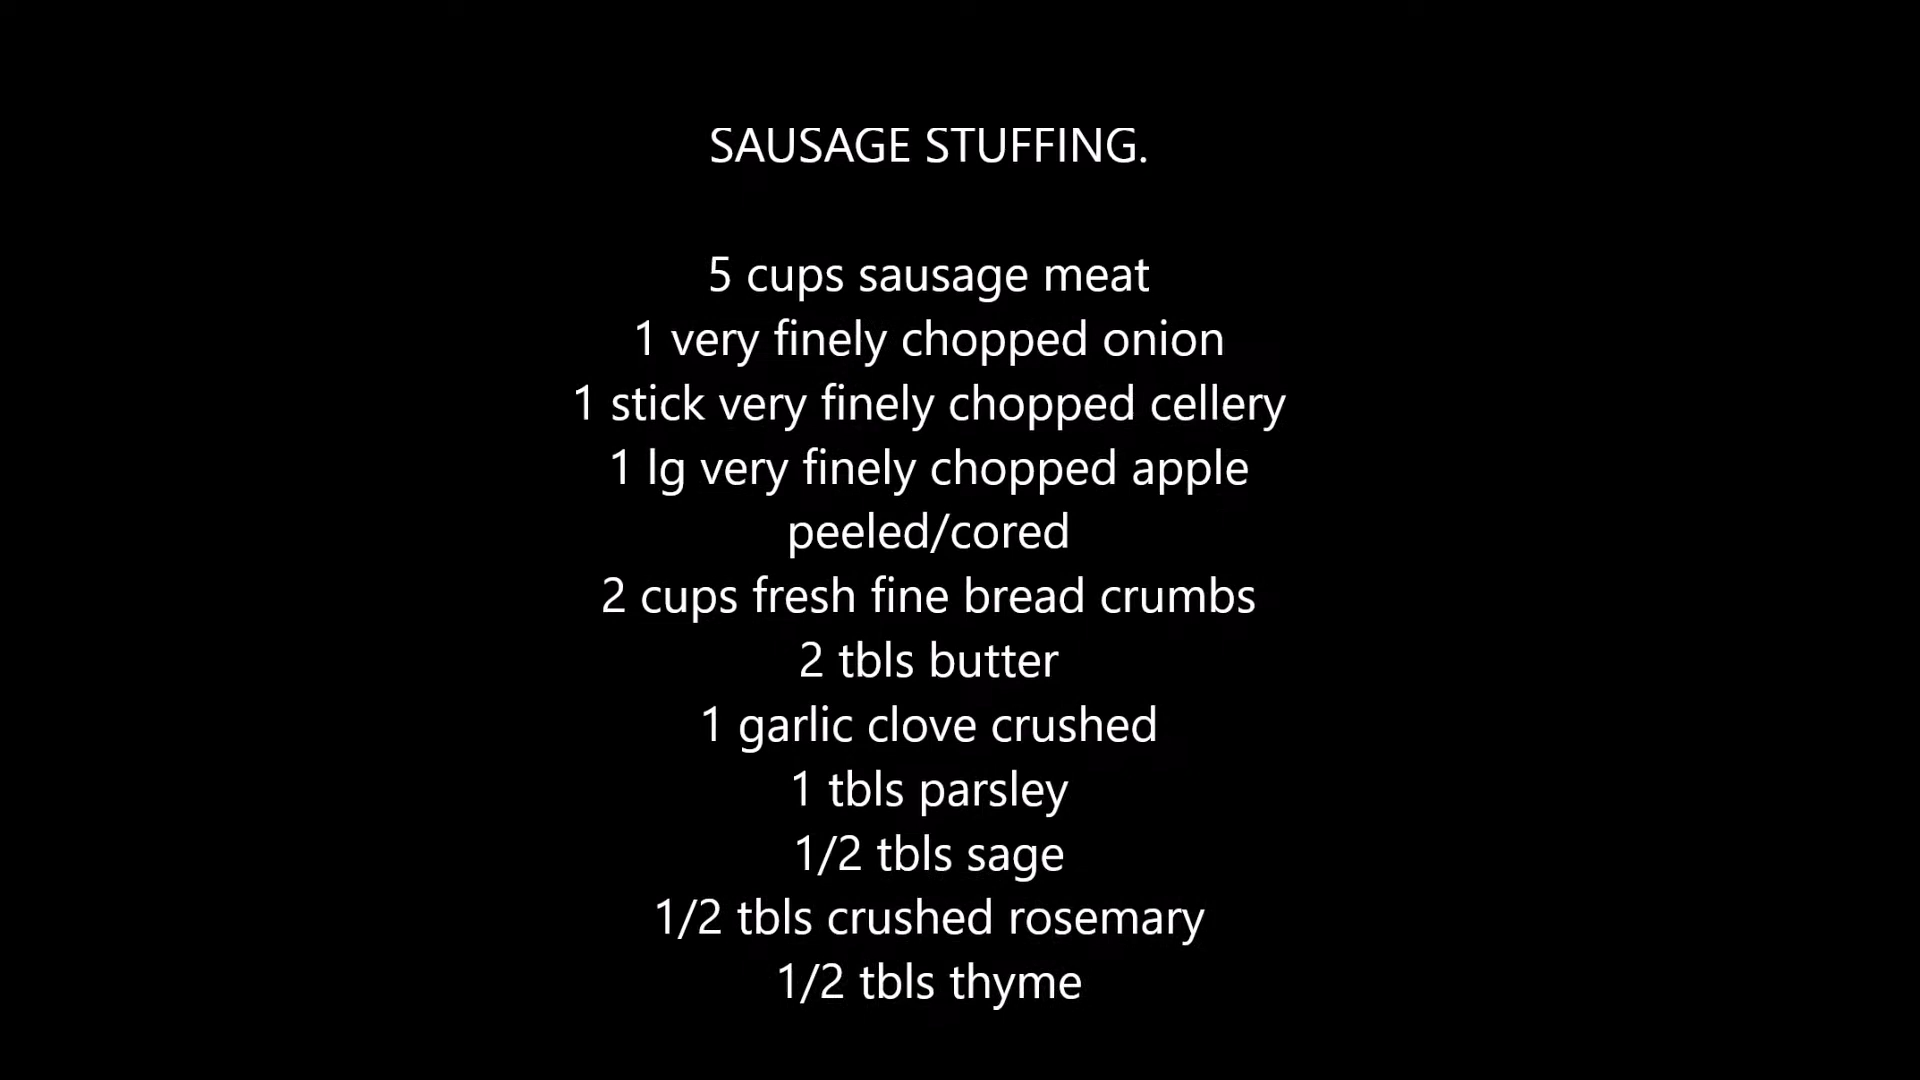 SAUSAGE STUFFING.
5 cups sausage meat
1 very finely chopped onion
1 stick very finely chopped cellery
1 lg very finely chopped apple
peeled/cored
2 cups fresh fine bread crumbs
2 tbls butter
1 garlic clove crushed
1 tbls parsley
1/2 tbls sage
1/2 tbls crushed rosemary
1/2 tbls thyme